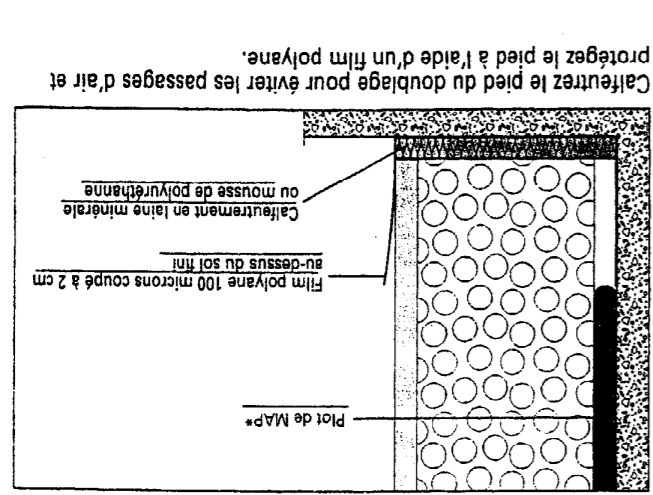 Plot de MAP*
Film polyane 100 microns coupé à 2 cm
au-dessus du sol fini
Calfeutrement en laine minérale
ou mousse de polyuréthanne
Calfeutrez le pied du doublage pour éviter les passages d'air et
protégez le pied à l'aide d'un film polyane.